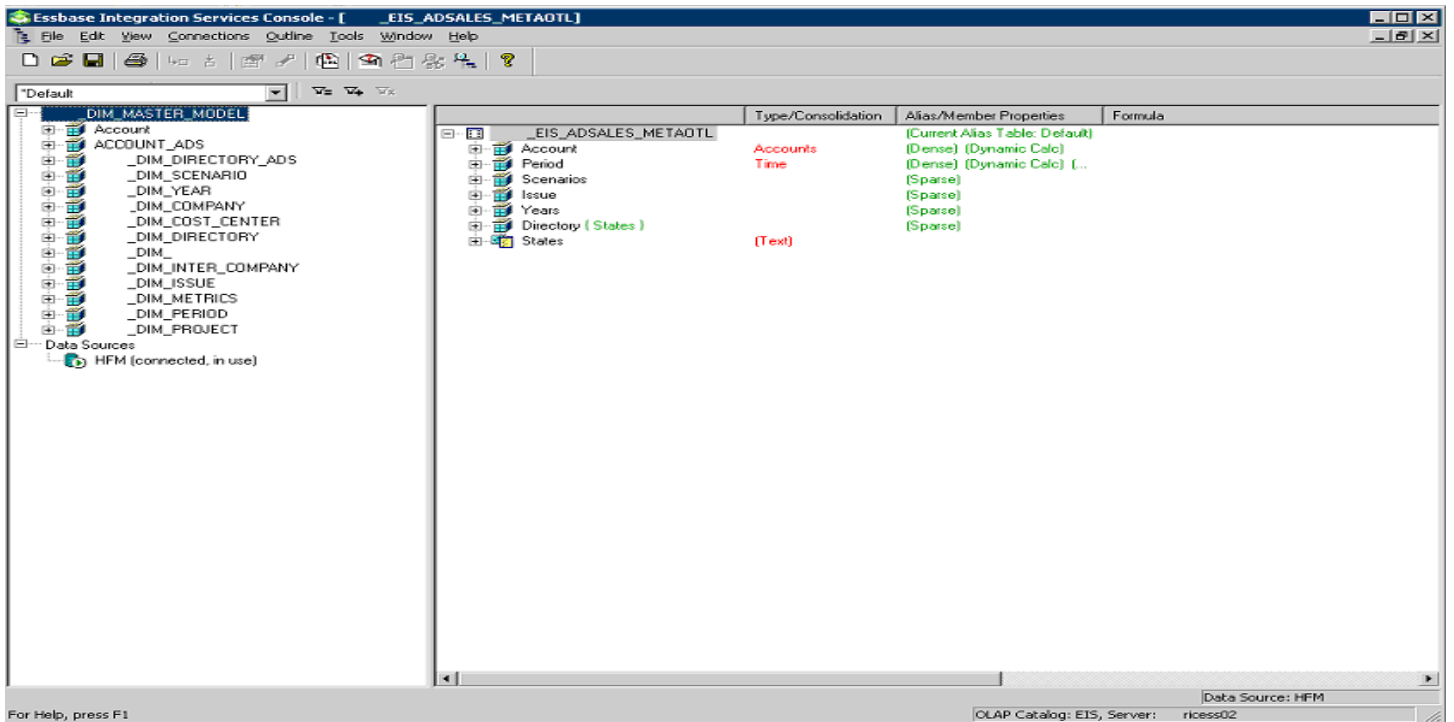 Essbase Integration Services Console - [ _EIS_ADSALES_METAOTL]
File Edit View Connections Outline Tools Window Help
"Default
_DIM_MASTER_MODEL
Account
ACCOUNT_ADS
_DIM_DIRECTORY_ADS
_DIM_SCENARIO
_DIM_YEAR
_DIM_COMPANY
_DIM_COST_CENTER
_DIM_DIRECTORY
_DIM_
_DIM_INTER_COMPANY
_DIM_ISSUE
_DIM_METRICS
_DIM_PERIOD
_DIM_PROJECT
Data Sources
HFM (connected, in use)
Type/Consolidation Alias/Member Properties Formula
_EIS_ADSALES_METAOTL (Current Alias Table: Default)
Account Accounts (Dense) (Dynamic Calc)
Period Time (Dense) (Dynamic Calc) (...
Scenarios (Sparse)
Issue (Sparse)
Years (Sparse)
Directory ( States ) (Sparse)
States (Text)
Data Source: HFM
For Help, press F1 OLAP Catalog: EIS, Server: ricess02